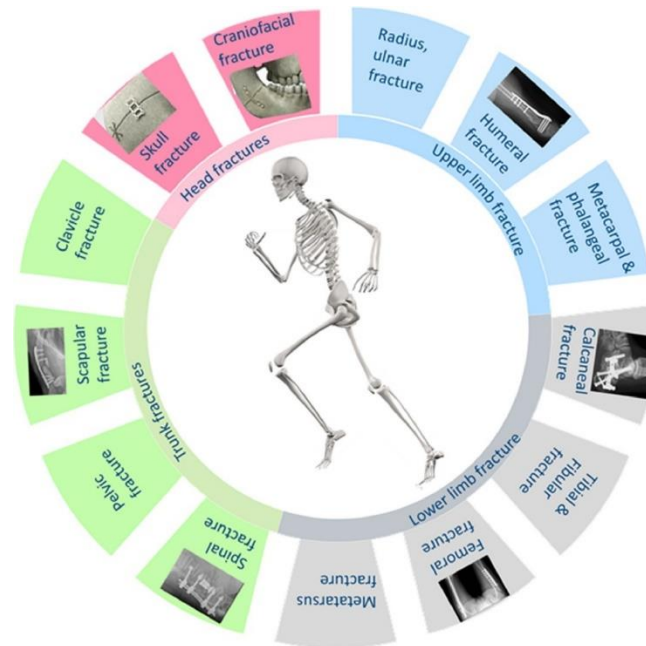 Craniofacial
fracture
Radius,
ulnar
fracture
Humeral
fracture
Metacarpal &
phalangeal
fracture
Calcaneal
fracture
Tibial &
Fibular
fracture
Femoral
fracture
Metatarsus
fracture
Spinal
fracture
Pelvic
fracture
Scapular
fracture
Clavicle
fracture
Skull
fracture
Head fractures
Upper limb fracture
Lower limb fracture
Trunk fractures